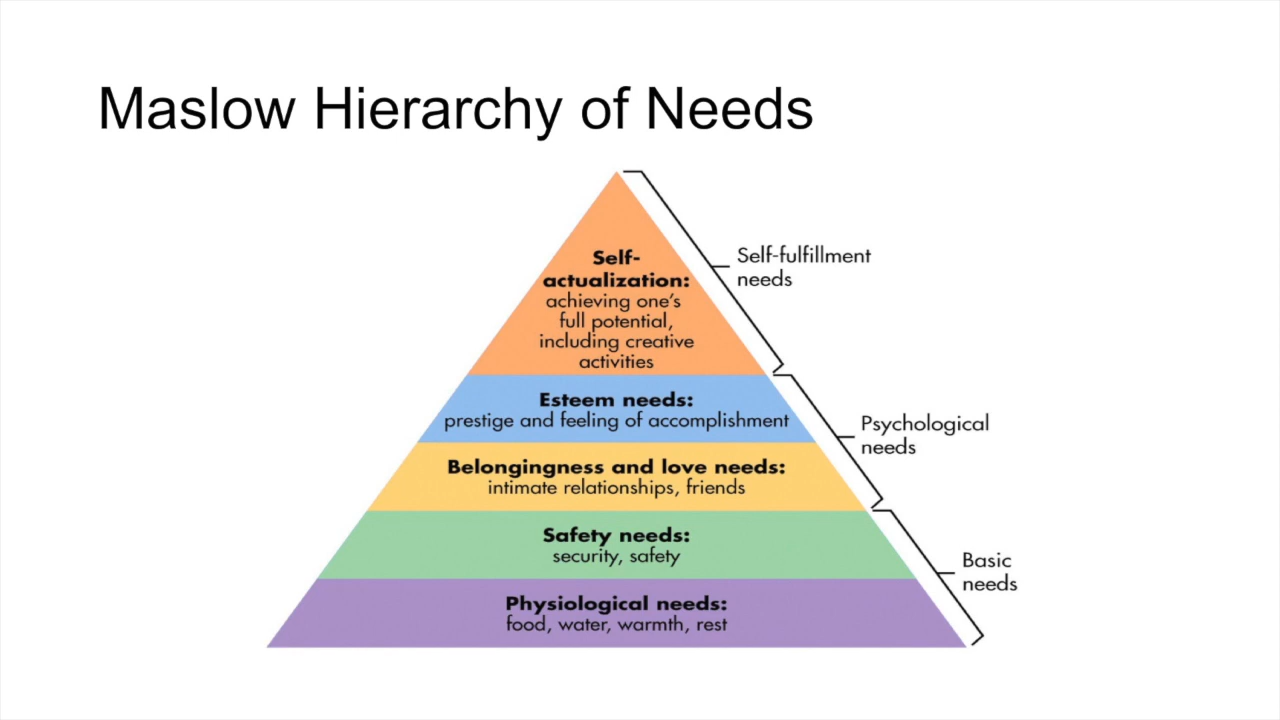 Maslow Hierarchy of Needs
Self-
actualization:
achieving one's
full potential,
including creative
activities
Self-fulfillment
needs
Esteem needs:
prestige and feeling of accomplishment
Belongingness and love needs:
intimate relationships, friends
Psychological
needs
Safety needs:
security, safety
Physiological needs:
food, water, warmth, rest
Basic
needs